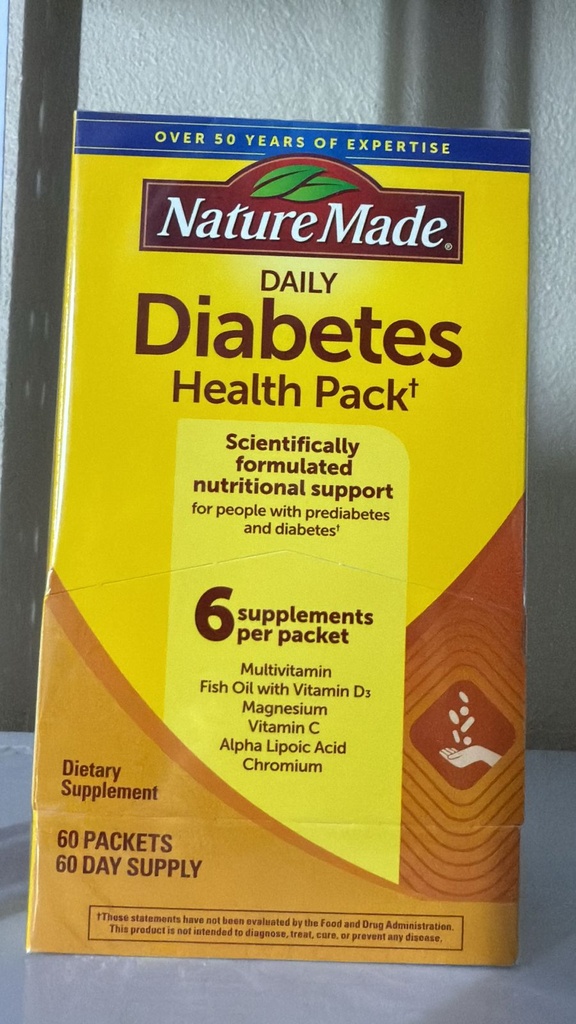 OVER 50 YEARS OF EXPERTISE
Nature Made®
DAILY
Diabetes
Health Pack†
Scientifically
formulated
nutritional support
for people with prediabetes
and diabetes†
6 supplements
per packet
Multivitamin
Fish Oil with Vitamin D3
Magnesium
Vitamin C
Alpha Lipoic Acid
Chromium
Dietary
Supplement
60 PACKETS
60 DAY SUPPLY
†These statements have not been evaluated by the Food and Drug Administration.
This product is not intended to diagnose, treat, cure, or prevent any disease.